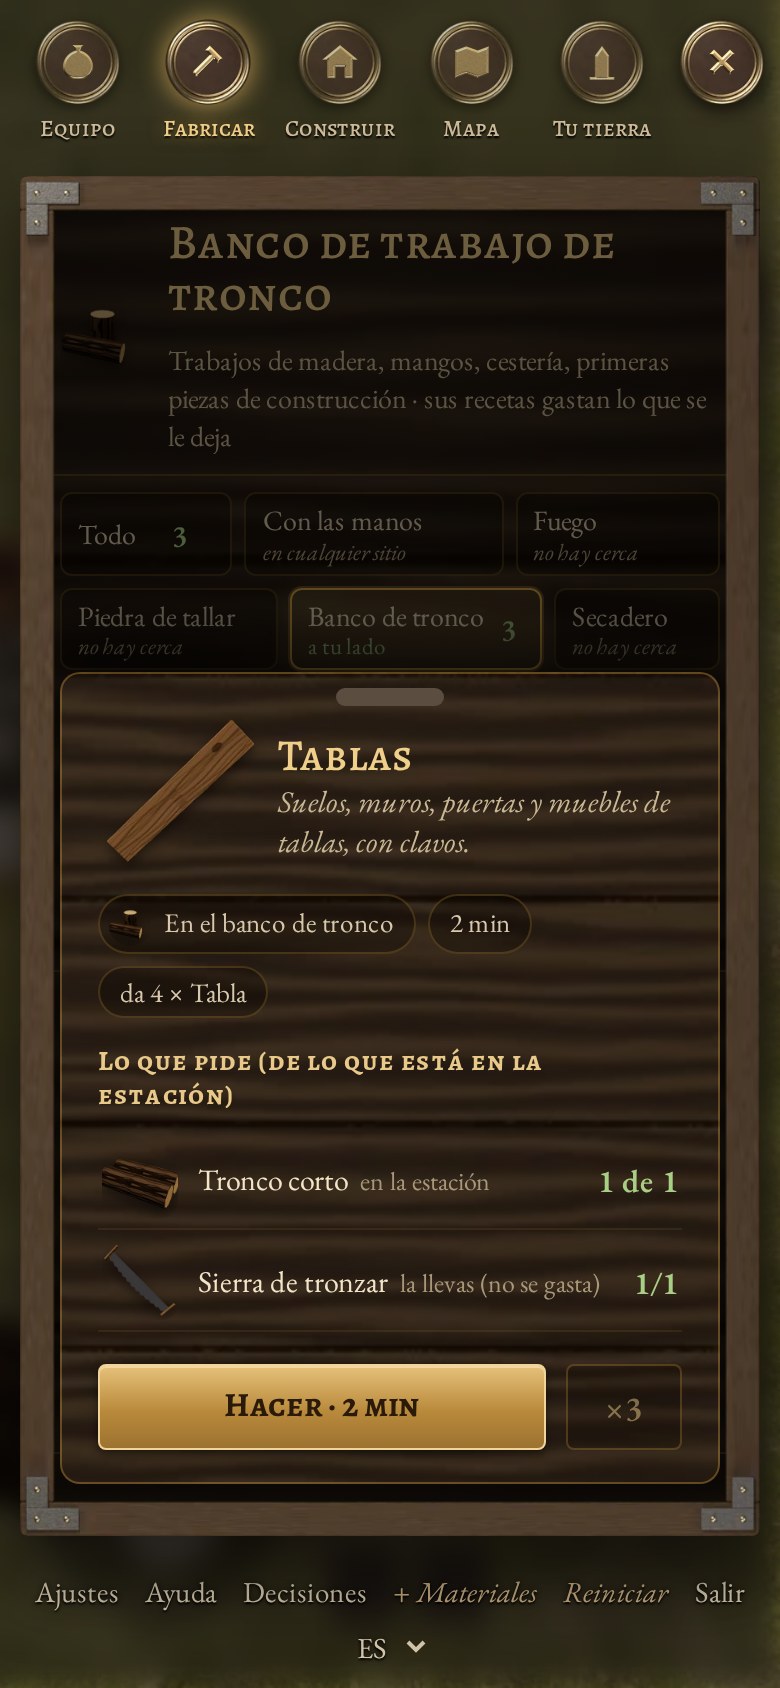 Equipo
Fabricar
Construir
Mapa
Tu tierra
Banco de trabajo de
tronco
Trabajos de madera, mangos, cestería, primeras
piezas de construcción · sus recetas gastan lo que se
le deja
Todo 3
Con las manos
en cualquier sitio
Fuego
no hay cerca
Piedra de tallar
no hay cerca
Banco de tronco 3
a tu lado
Secadero
no hay cerca
Tablas
Suelos, muros, puertas y muebles de
tablas, con clavos.
En el banco de tronco
2 min
da 4 × Tabla
Lo que pide (de lo que está en la
estación)
Tronco corto en la estación 1 de 1
Sierra de tronzar la llevas (no se gasta) 1/1
Hacer · 2 min
×3
Ajustes Ayuda Decisiones + Materiales Reiniciar Salir
ES